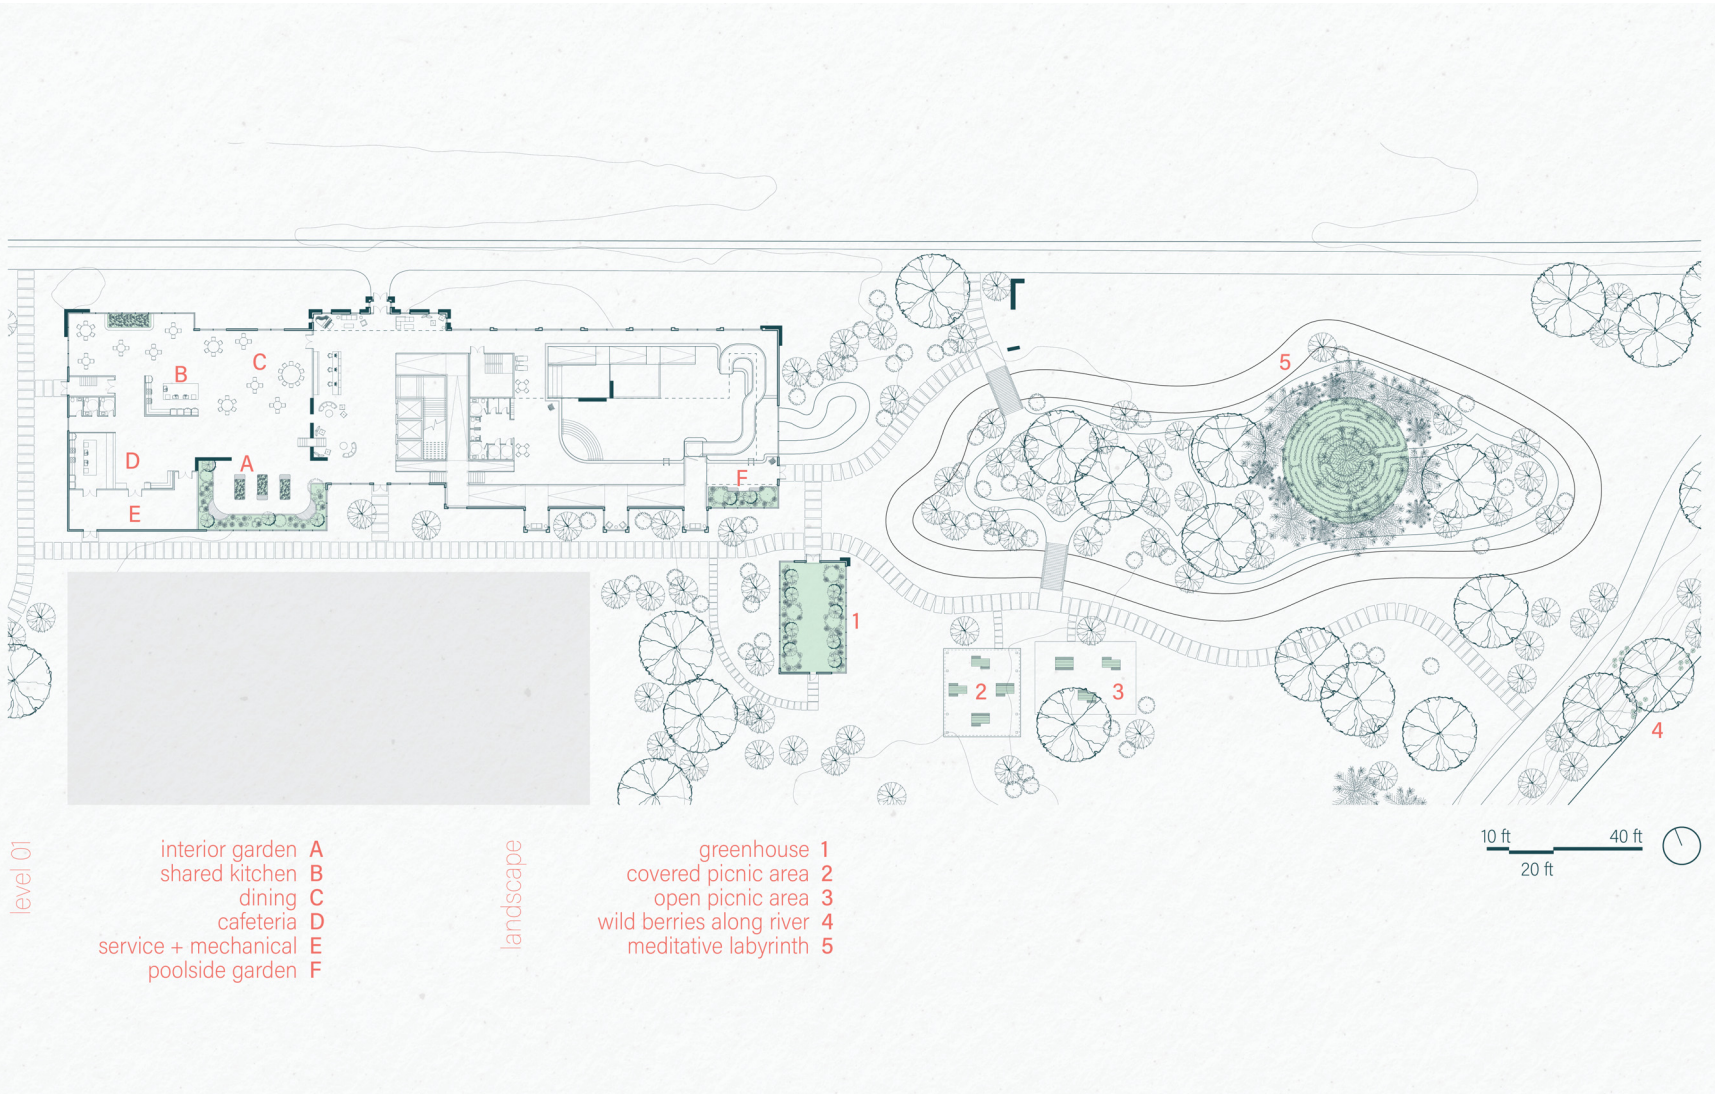 5
B
C
D
A
F
E
1
2
3
4
level 01
interior garden A
shared kitchen B
dining C
cafeteria D
service + mechanical E
poolside garden F
landscape
greenhouse 1
covered picnic area 2
open picnic area 3
wild berries along river 4
meditative labyrinth 5
10 ft
40 ft
20 ft